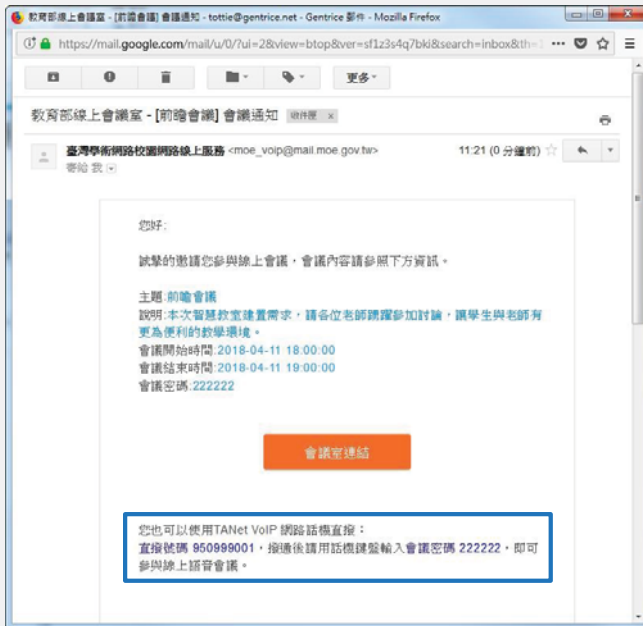 教育部線上會議室 - [前瞻會議] 會議通知 - tottie@gentrice.net - Gentrice 郵件 - Mozilla Firefox
https://mail.google.com/mail/u/0/?ui=2&view=btop&ver=sf1z3s4q7bki&search=inbox&th=
更多
教育部線上會議室 - [前瞻會議] 會議通知 收件匣 x
臺灣學術網路校園網路線上服務 <moe_voip@mail.moe.gov.tw> 11:21 (0 分鐘前)
寄給 我
您好:
誠摯的邀請您參與線上會議，會議內容請參照下方資訊。
主題:前瞻會議
說明:本次智慧教室建置需求，請各位老師踴躍參加討論，讓學生與老師有
更為便利的教學環境。
會議開始時間:2018-04-11 18:00:00
會議結束時間:2018-04-11 19:00:00
會議密碼:222222
會議室連結
您也可以使用TANet VoIP 網路話機直撥：
直撥號碼 950999001，撥通後請用話機鍵盤輸入會議密碼 222222，即可
參與線上語音會議。